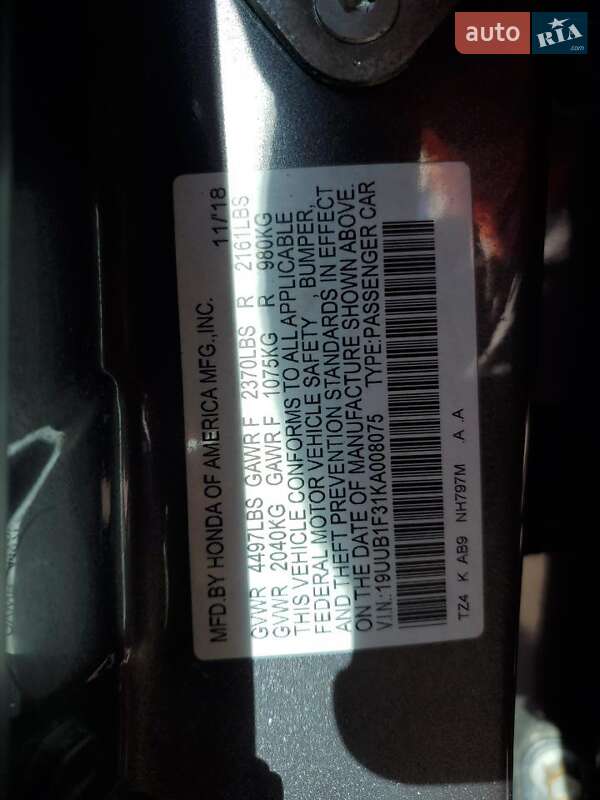 auto RIA
.com
MFD.BY HONDA OF AMERICA MFG.,INC. 11/'18
GVWR 4497LBS GAWR F 2370LBS R 2161LBS
GVWR 2040KG GAWR F 1075KG R 980KG
THIS VEHICLE CONFORMS TO ALL APPLICABLE
FEDERAL MOTOR VEHICLE SAFETY , BUMPER,
AND THEFT PREVENTION STANDARDS IN EFFECT
ON THE DATE OF MANUFACTURE SHOWN ABOVE.
V I N.:19UUB1F31KA008075 TYPE:PASSENGER CAR
TZ4 K AB9 NH797M A A